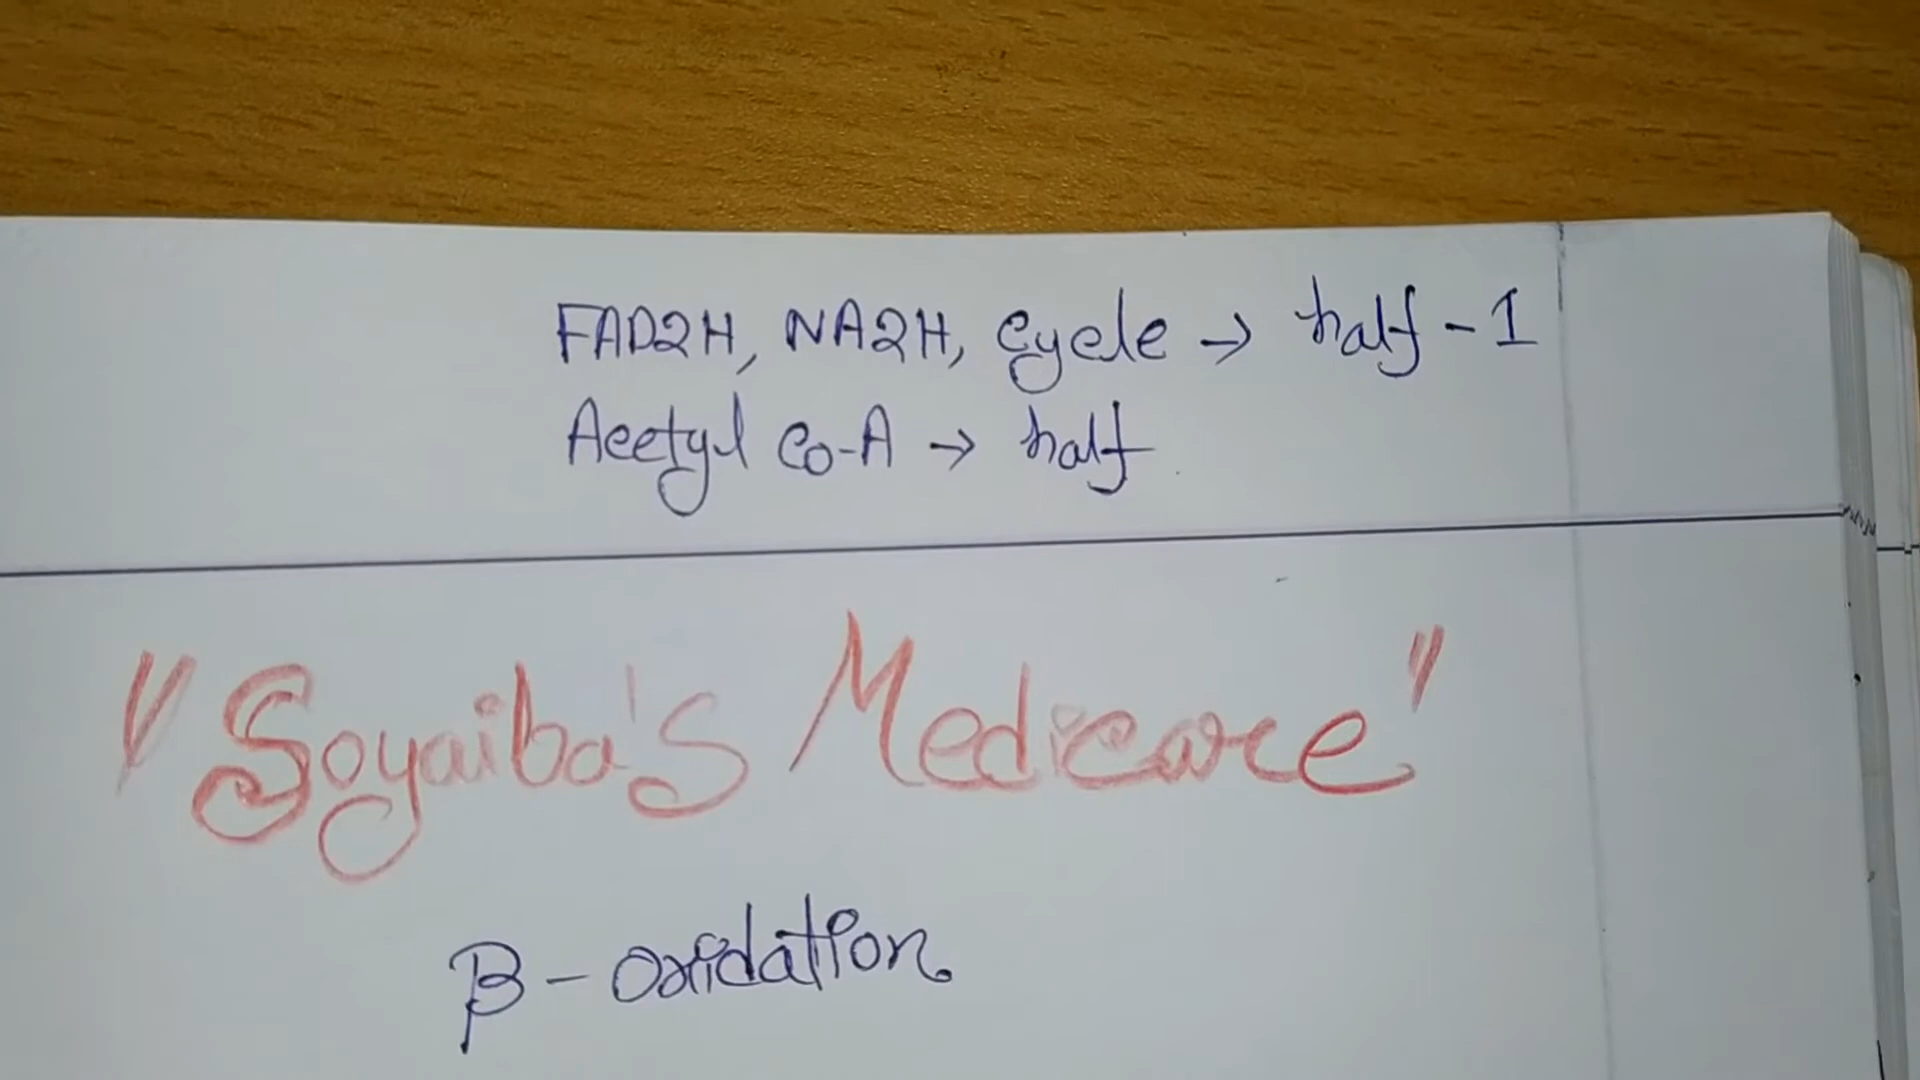 FAD2H, NA2H, Cycle → half - 1
Acetyl Co-A → half
"Soyaiba's Medicare"
β - oxidation